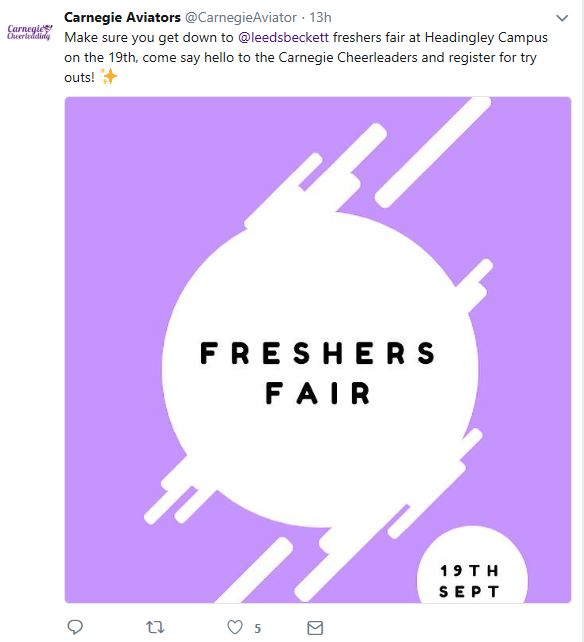 Carnegie Cheerleading
Carnegie Aviators @CarnegieAviator · 13h
Make sure you get down to @leedsbeckett freshers fair at Headingley Campus
on the 19th, come say hello to the Carnegie Cheerleaders and register for try
outs! ✨
FRESHERS
FAIR
19TH
SEPT
5